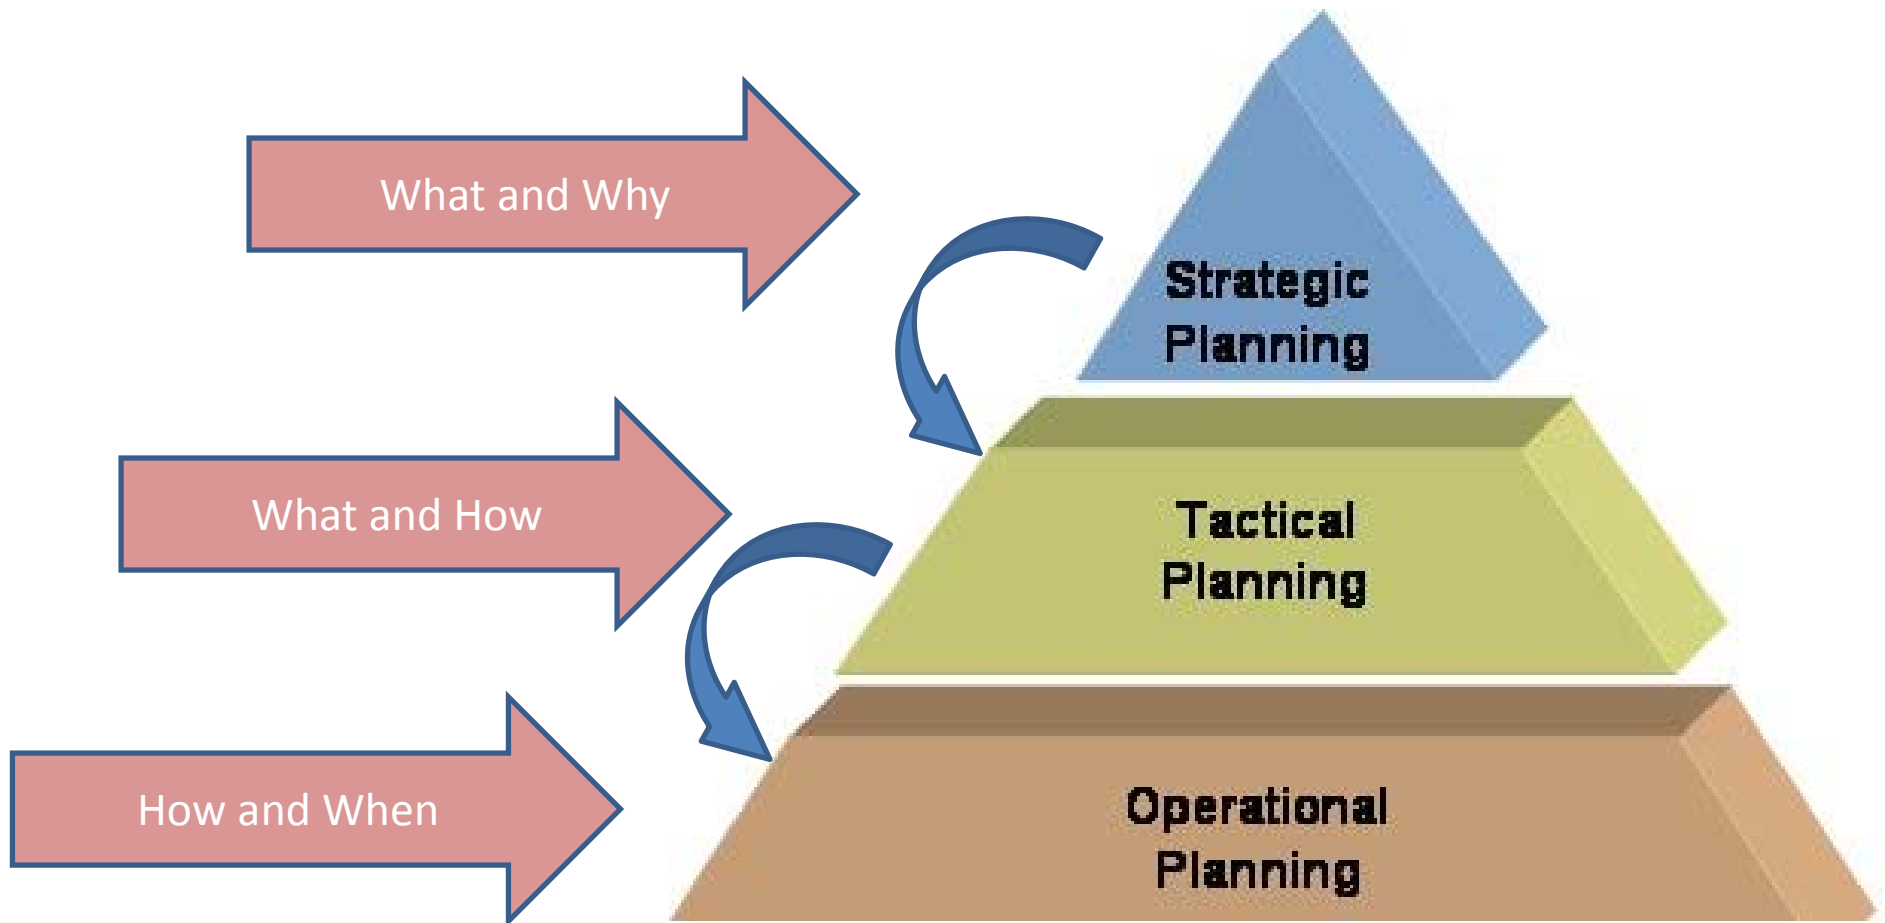 What and Why
Strategic
Planning
What and How
Tactical
Planning
How and When
Operational
Planning